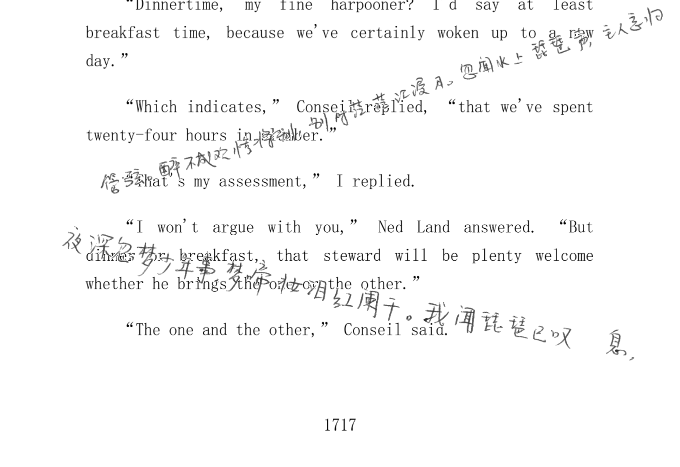 “Dinnertime, my fine harpooner? I'd say at least
breakfast time, because we've certainly woken up to a new
day.”
“Which indicates,” Conseil replied, “that we've spent
twenty-four hours in slumber.”
“That's my assessment,” I replied.
“I won't argue with you,” Ned Land answered. “But
dinner or breakfast, that steward will be plenty welcome
whether he brings the one or the other.”
“The one and the other,” Conseil said.
管弦。醉不成欢惨将别,别时茫茫江浸月。忽闻水上琵琶声,主人忘归
夜深忽梦少年事,梦啼妆泪红阑干。我闻琵琶已叹息,
1717